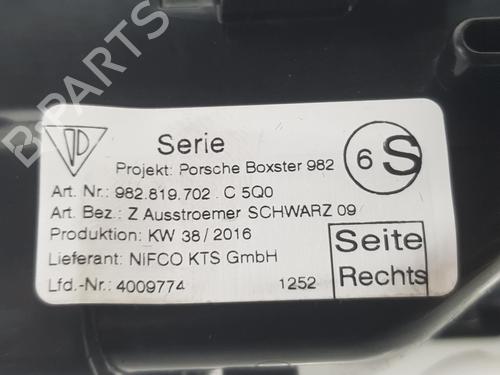 B-PARTS
Serie
Projekt: Porsche Boxster 982
6 S
Art. Nr.: 982.819.702 . C 5Q0
Art. Bez.: Z Ausstroemer SCHWARZ 09
Produktion: KW 38/2016
Lieferant: NiFCO KTS GmbH
Lfd.-Nr.: 4009774 1252
Seite
Rechts